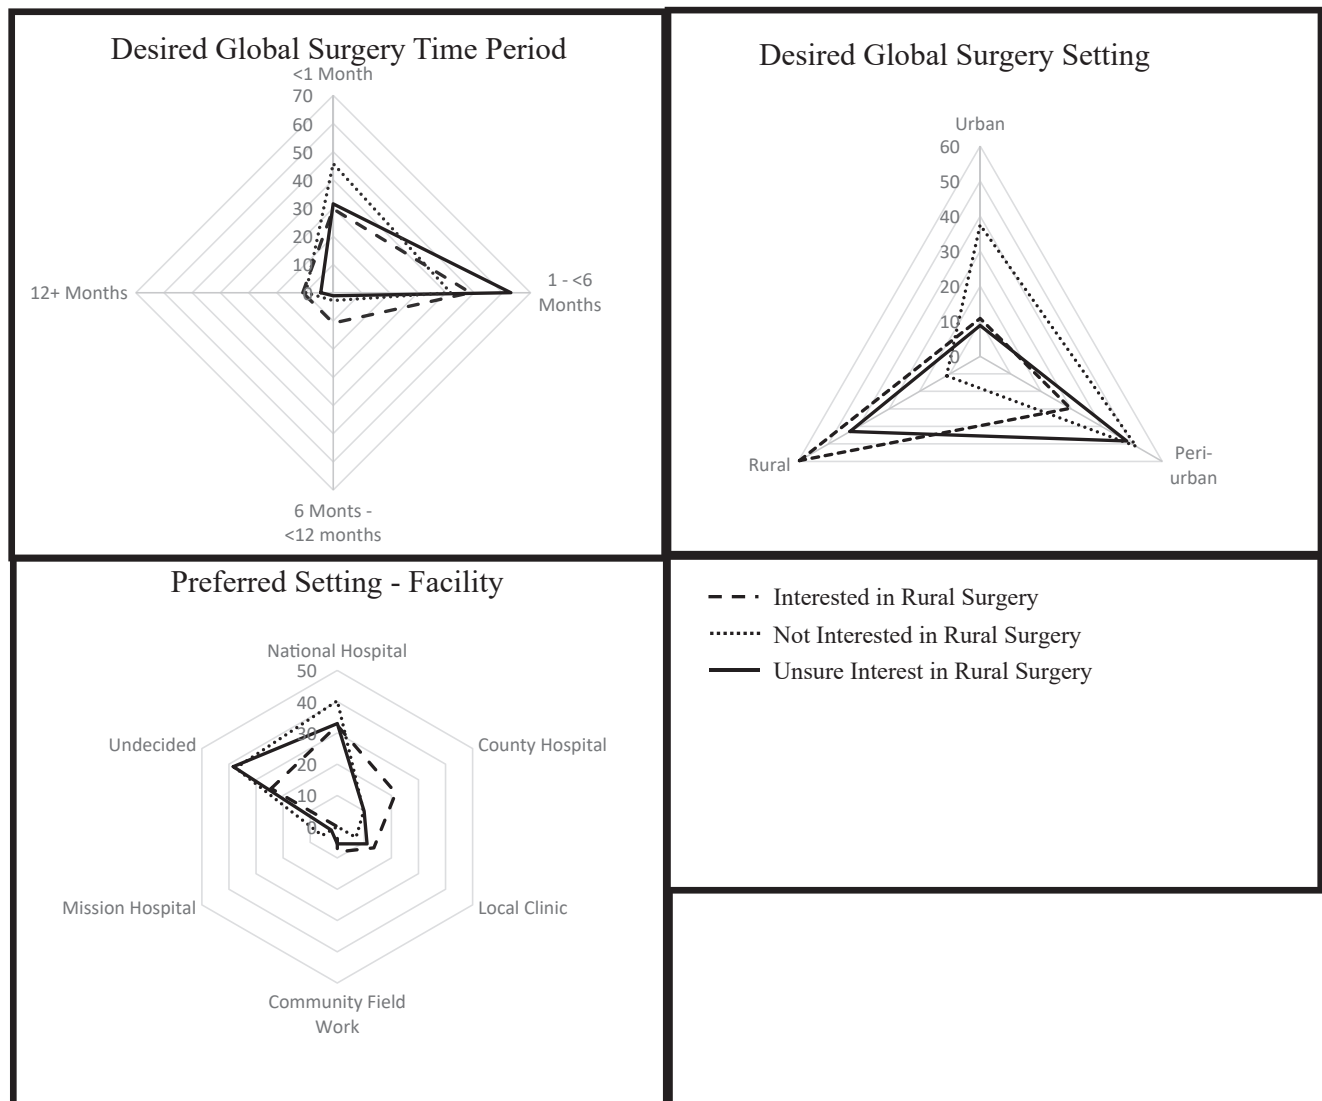 Desired Global Surgery Time Period
<1 Month
70
60
50
40
30
20
10
0
12+ Months
1 - <6
Months
6 Monts -
<12 months
Desired Global Surgery Setting
Urban
60
50
40
30
20
10
0
Rural
Peri-
urban
Preferred Setting - Facility
National Hospital
50
40
30
20
10
0
Undecided
County Hospital
Mission Hospital
Local Clinic
Community Field
Work
Interested in Rural Surgery
Not Interested in Rural Surgery
Unsure Interest in Rural Surgery